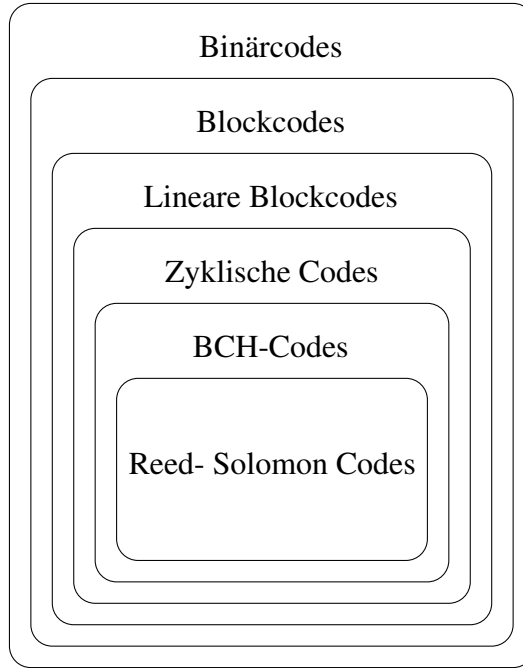 Binärcodes
Blockcodes
Lineare Blockcodes
Zyklische Codes
BCH-Codes
Reed- Solomon Codes